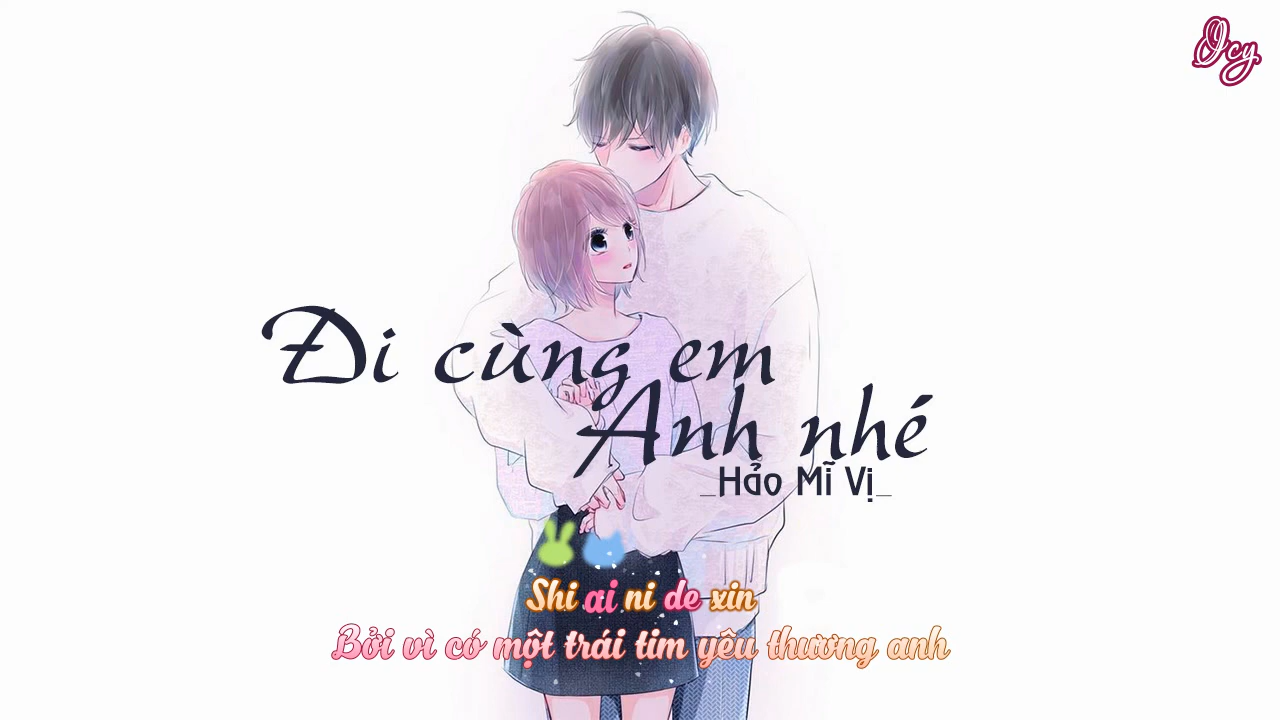 Ocy
Đi cùng em
Anh nhé
_Hảo Mĩ Vị_
Shi ai ni de xin
Bởi vì có một trái tim yêu thương anh